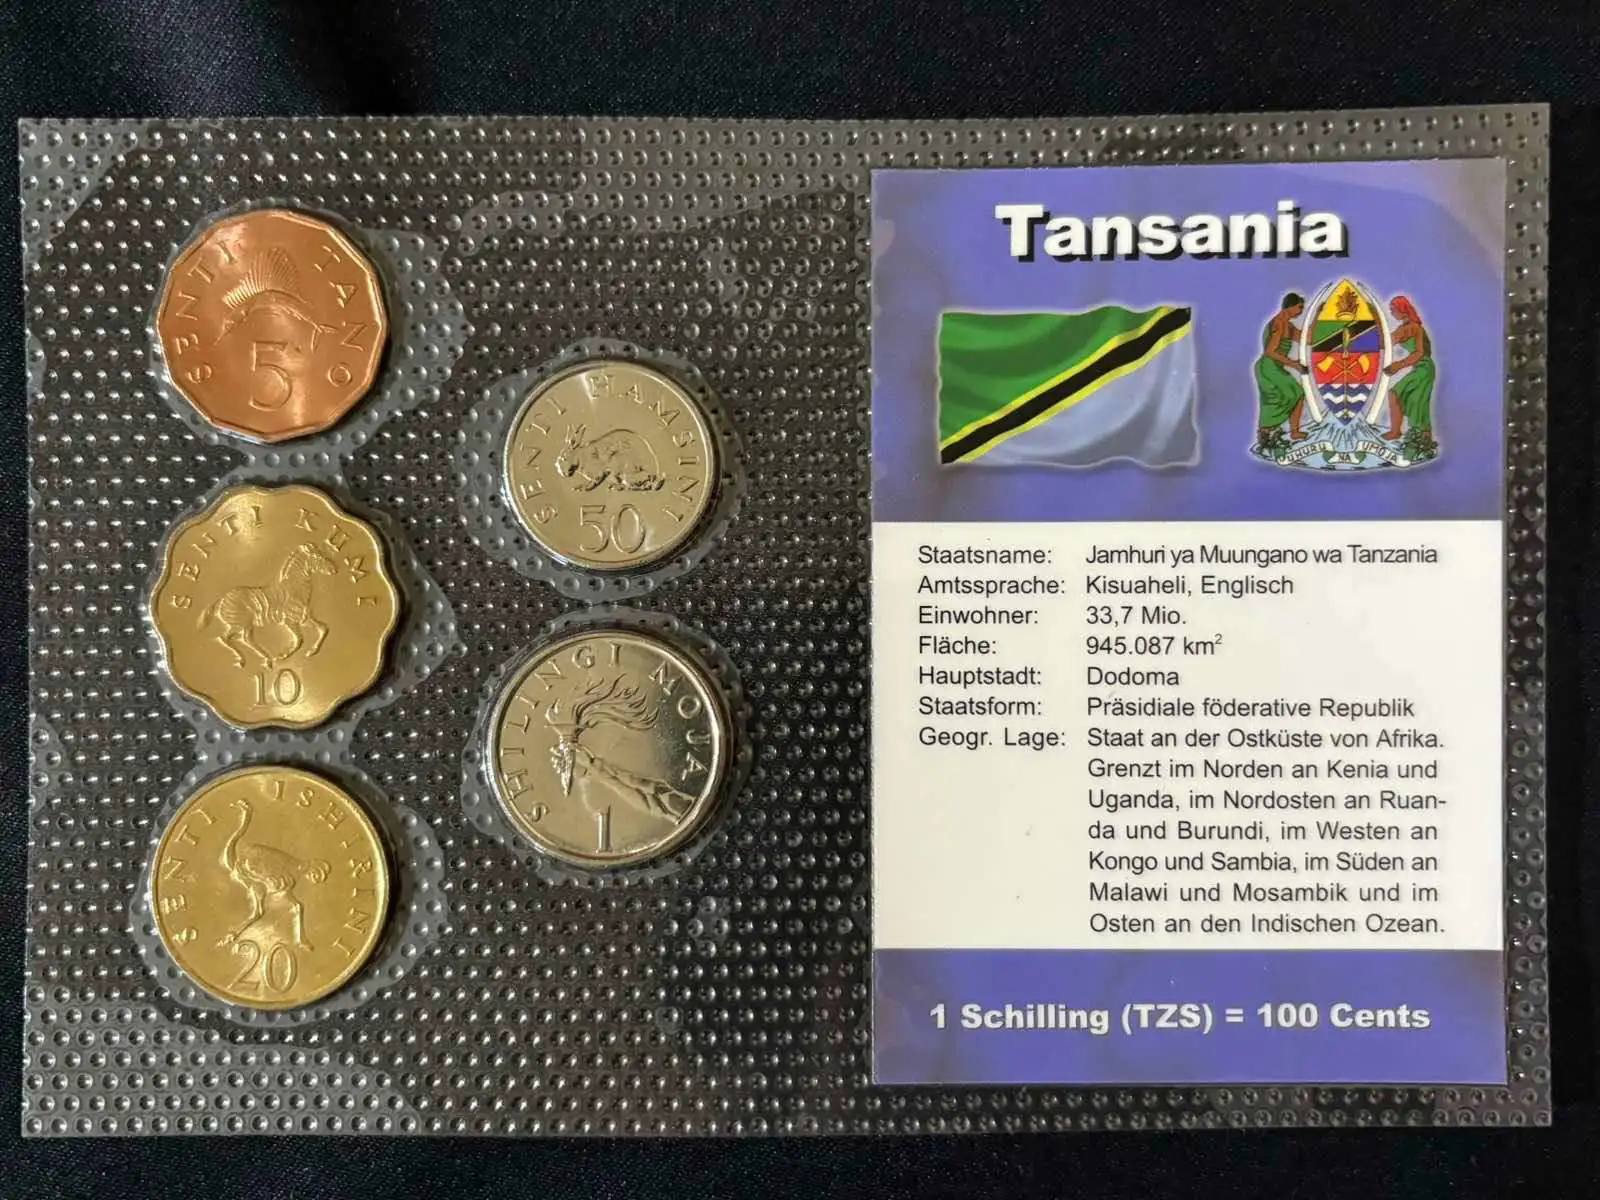 SENTI TANO
5
SENTI KUMI
10
SENTI ISHIRINI
20
SENTI HAMSINI
50
SHILINGI MOJA
1
Tansania
UHURU NA UMOJA
Staatsname: Jamhuri ya Muungano wa Tanzania
Amtssprache: Kisuaheli, Englisch
Einwohner: 33,7 Mio.
Fläche: 945.087 km²
Hauptstadt: Dodoma
Staatsform: Präsidiale föderative Republik
Geogr. Lage: Staat an der Ostküste von Afrika.
Grenzt im Norden an Kenia und
Uganda, im Nordosten an Ruan-
da und Burundi, im Westen an
Kongo und Sambia, im Süden an
Malawi und Mosambik und im
Osten an den Indischen Ozean.
1 Schilling (TZS) = 100 Cents